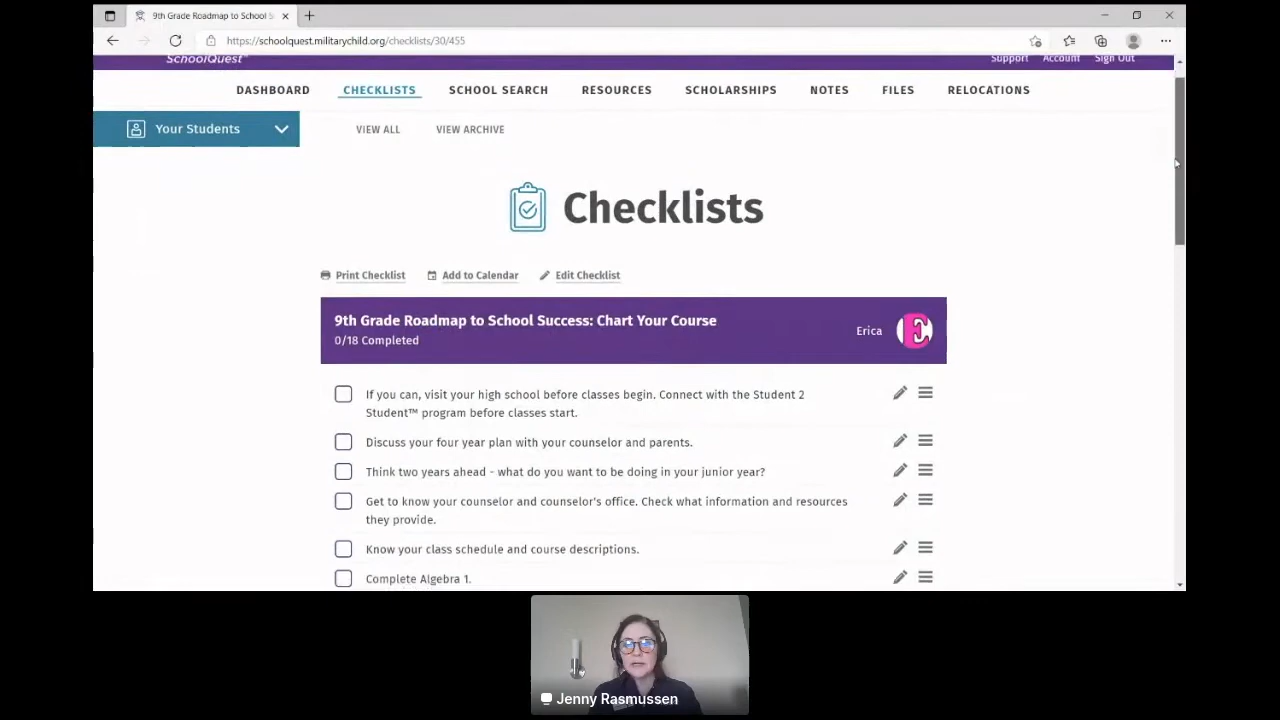 9th Grade Roadmap to School S
https://schoolquest.militarychild.org/checklists/30/455
SchoolQuest™
Support Account Sign Out
DASHBOARD CHECKLISTS SCHOOL SEARCH RESOURCES SCHOLARSHIPS NOTES FILES RELOCATIONS
Your Students VIEW ALL VIEW ARCHIVE
Checklists
Print Checklist Add to Calendar Edit Checklist
9th Grade Roadmap to School Success: Chart Your Course
0/18 Completed
Erica E
If you can, visit your high school before classes begin. Connect with the Student 2
Student™ program before classes start.
Discuss your four year plan with your counselor and parents.
Think two years ahead - what do you want to be doing in your junior year?
Get to know your counselor and counselor's office. Check what information and resources
they provide.
Know your class schedule and course descriptions.
Complete Algebra 1.
Jenny Rasmussen